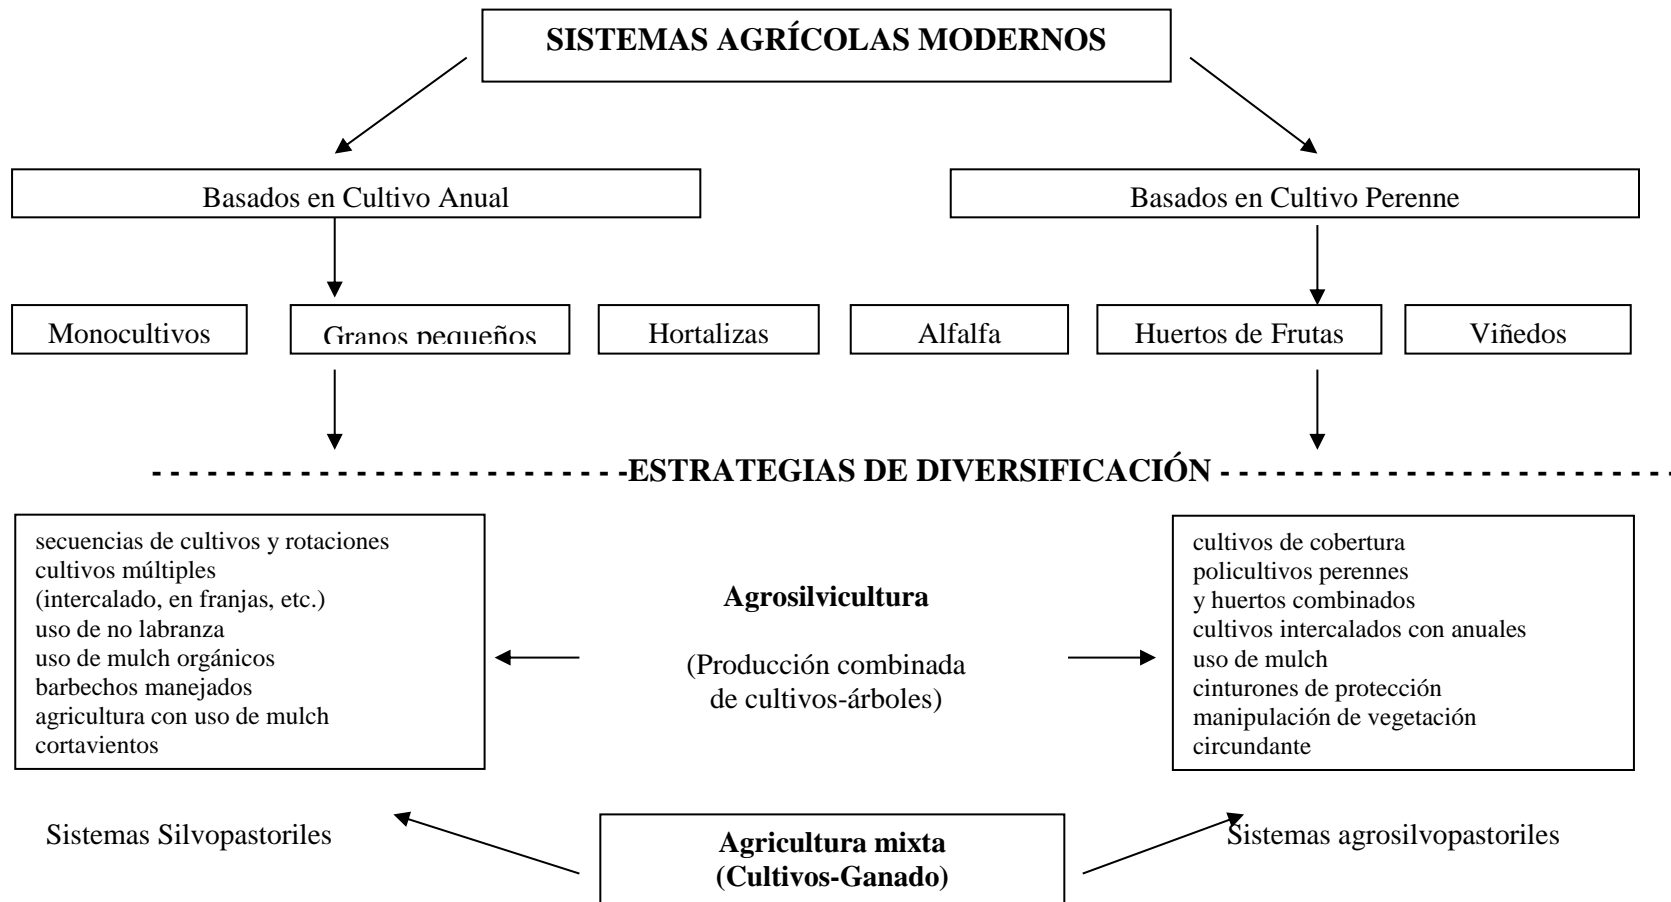 SISTEMAS AGRÍCOLAS MODERNOS
Basados en Cultivo Anual
Basados en Cultivo Perenne
Monocultivos
Granos pequeños
Hortalizas
Alfalfa
Huertos de Frutas
Viñedos
ESTRATEGIAS DE DIVERSIFICACIÓN
secuencias de cultivos y rotaciones
cultivos múltiples
(intercalado, en franjas, etc.)
uso de no labranza
uso de mulch orgánicos
barbechos manejados
agricultura con uso de mulch
cortavientos
Agrosilvicultura
(Producción combinada
de cultivos-árboles)
cultivos de cobertura
policultivos perennes
y huertos combinados
cultivos intercalados con anuales
uso de mulch
cinturones de protección
manipulación de vegetación
circundante
Sistemas Silvopastoriles
Agricultura mixta
(Cultivos-Ganado)
Sistemas agrosilvopastoriles